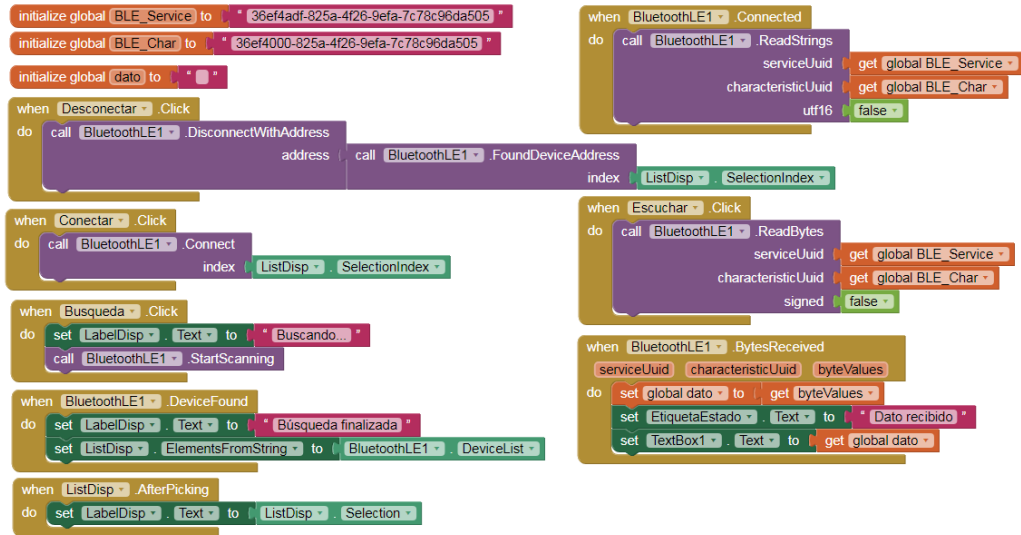 initialize global BLE_Service to " 36ef4adf-825a-4f26-9efa-7c78c96da505 "
initialize global BLE_Char to " 36ef4000-825a-4f26-9efa-7c78c96da505 "
initialize global dato to " "
when Desconectar .Click
do call BluetoothLE1 .DisconnectWithAddress
address call BluetoothLE1 .FoundDeviceAddress
index ListDisp . SelectionIndex
when Conectar .Click
do call BluetoothLE1 .Connect
index ListDisp . SelectionIndex
when Busqueda .Click
do set LabelDisp . Text to " Buscando... "
call BluetoothLE1 .StartScanning
when BluetoothLE1 .DeviceFound
do set LabelDisp . Text to " Búsqueda finalizada "
set ListDisp . ElementsFromString to BluetoothLE1 . DeviceList
when ListDisp .AfterPicking
do set LabelDisp . Text to ListDisp . Selection
when BluetoothLE1 .Connected
do call BluetoothLE1 .ReadStrings
serviceUuid get global BLE_Service
characteristicUuid get global BLE_Char
utf16 false
when Escuchar .Click
do call BluetoothLE1 .ReadBytes
serviceUuid get global BLE_Service
characteristicUuid get global BLE_Char
signed false
when BluetoothLE1 .BytesReceived
serviceUuid characteristicUuid byteValues
do set global dato to get byteValues
set EtiquetaEstado . Text to " Dato recibido "
set TextBox1 . Text to get global dato